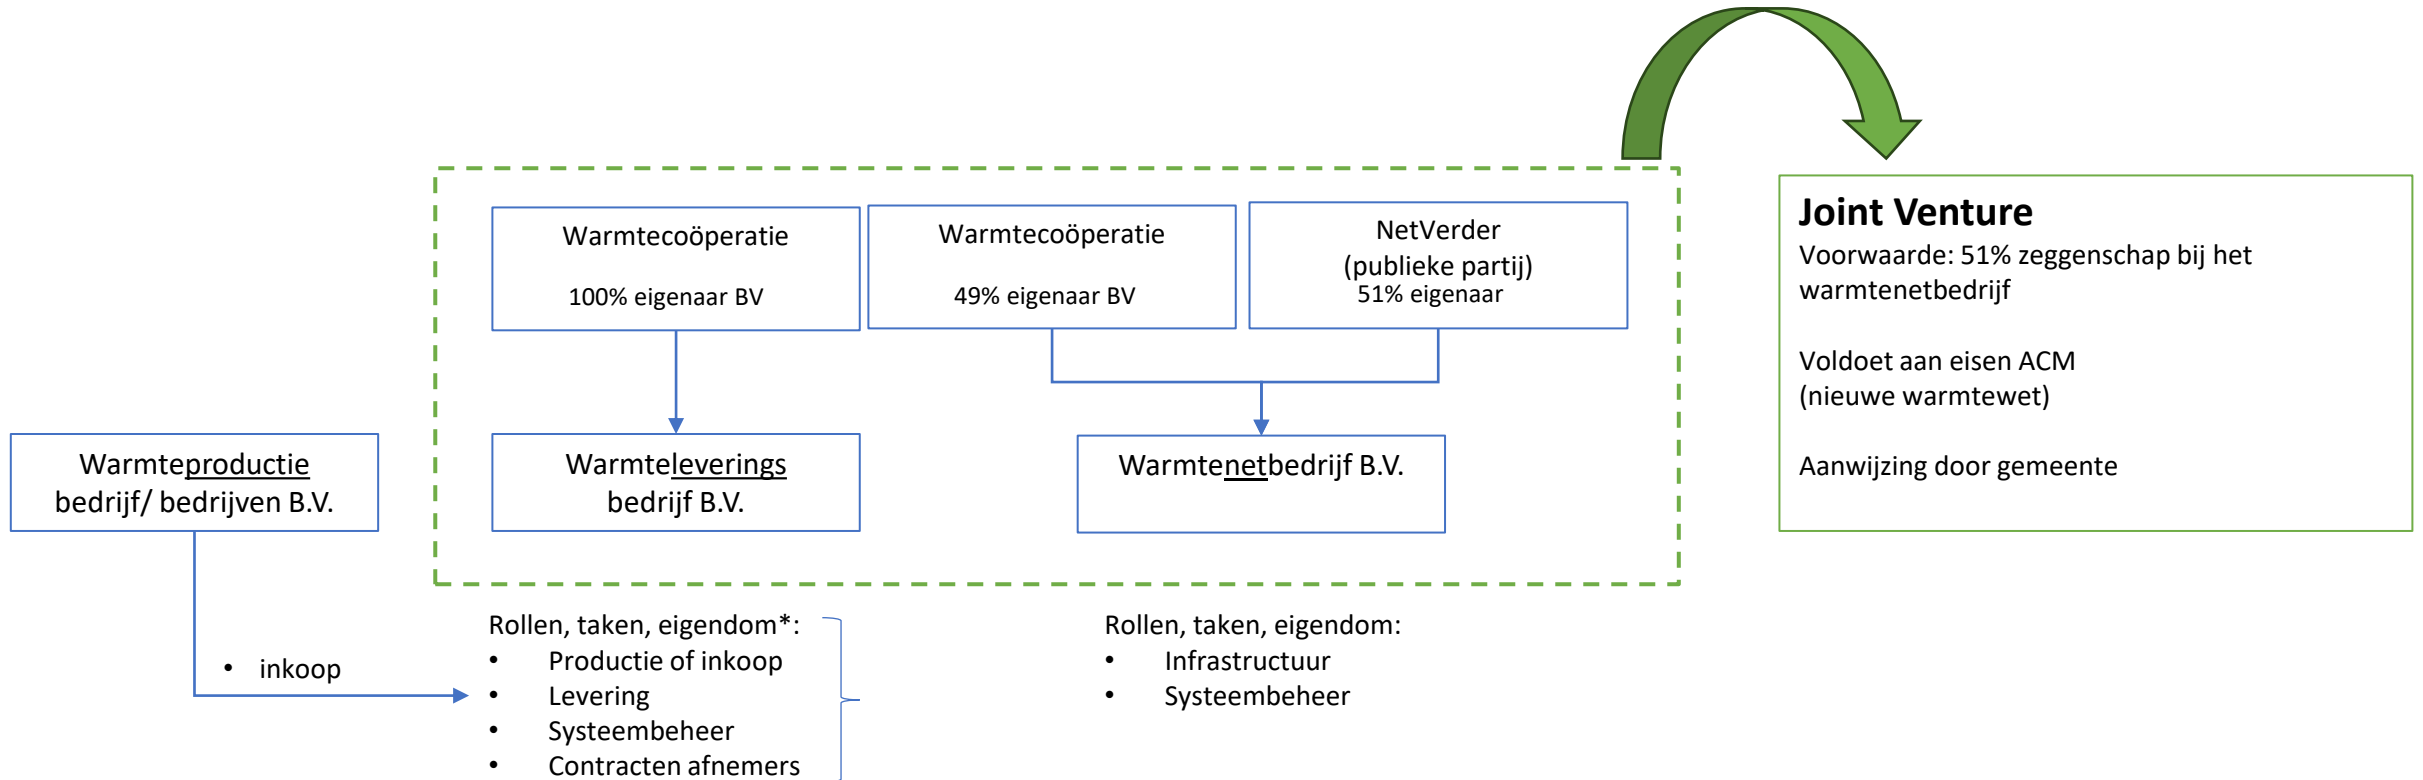 Warmtecoöperatie
100% eigenaar BV
Warmtecoöperatie
49% eigenaar BV
NetVerder
(publieke partij)
51% eigenaar
Joint Venture
Voorwaarde: 51% zeggenschap bij het
warmtenetbedrijf
Voldoet aan eisen ACM
(nieuwe warmtewet)
Aanwijzing door gemeente
Warmteproductie
bedrijf/ bedrijven B.V.
Warmteleverings
bedrijf B.V.
Warmtenetbedrijf B.V.
• inkoop
Rollen, taken, eigendom*:
• Productie of inkoop
• Levering
• Systeembeheer
• Contracten afnemers
Rollen, taken, eigendom:
• Infrastructuur
• Systeembeheer